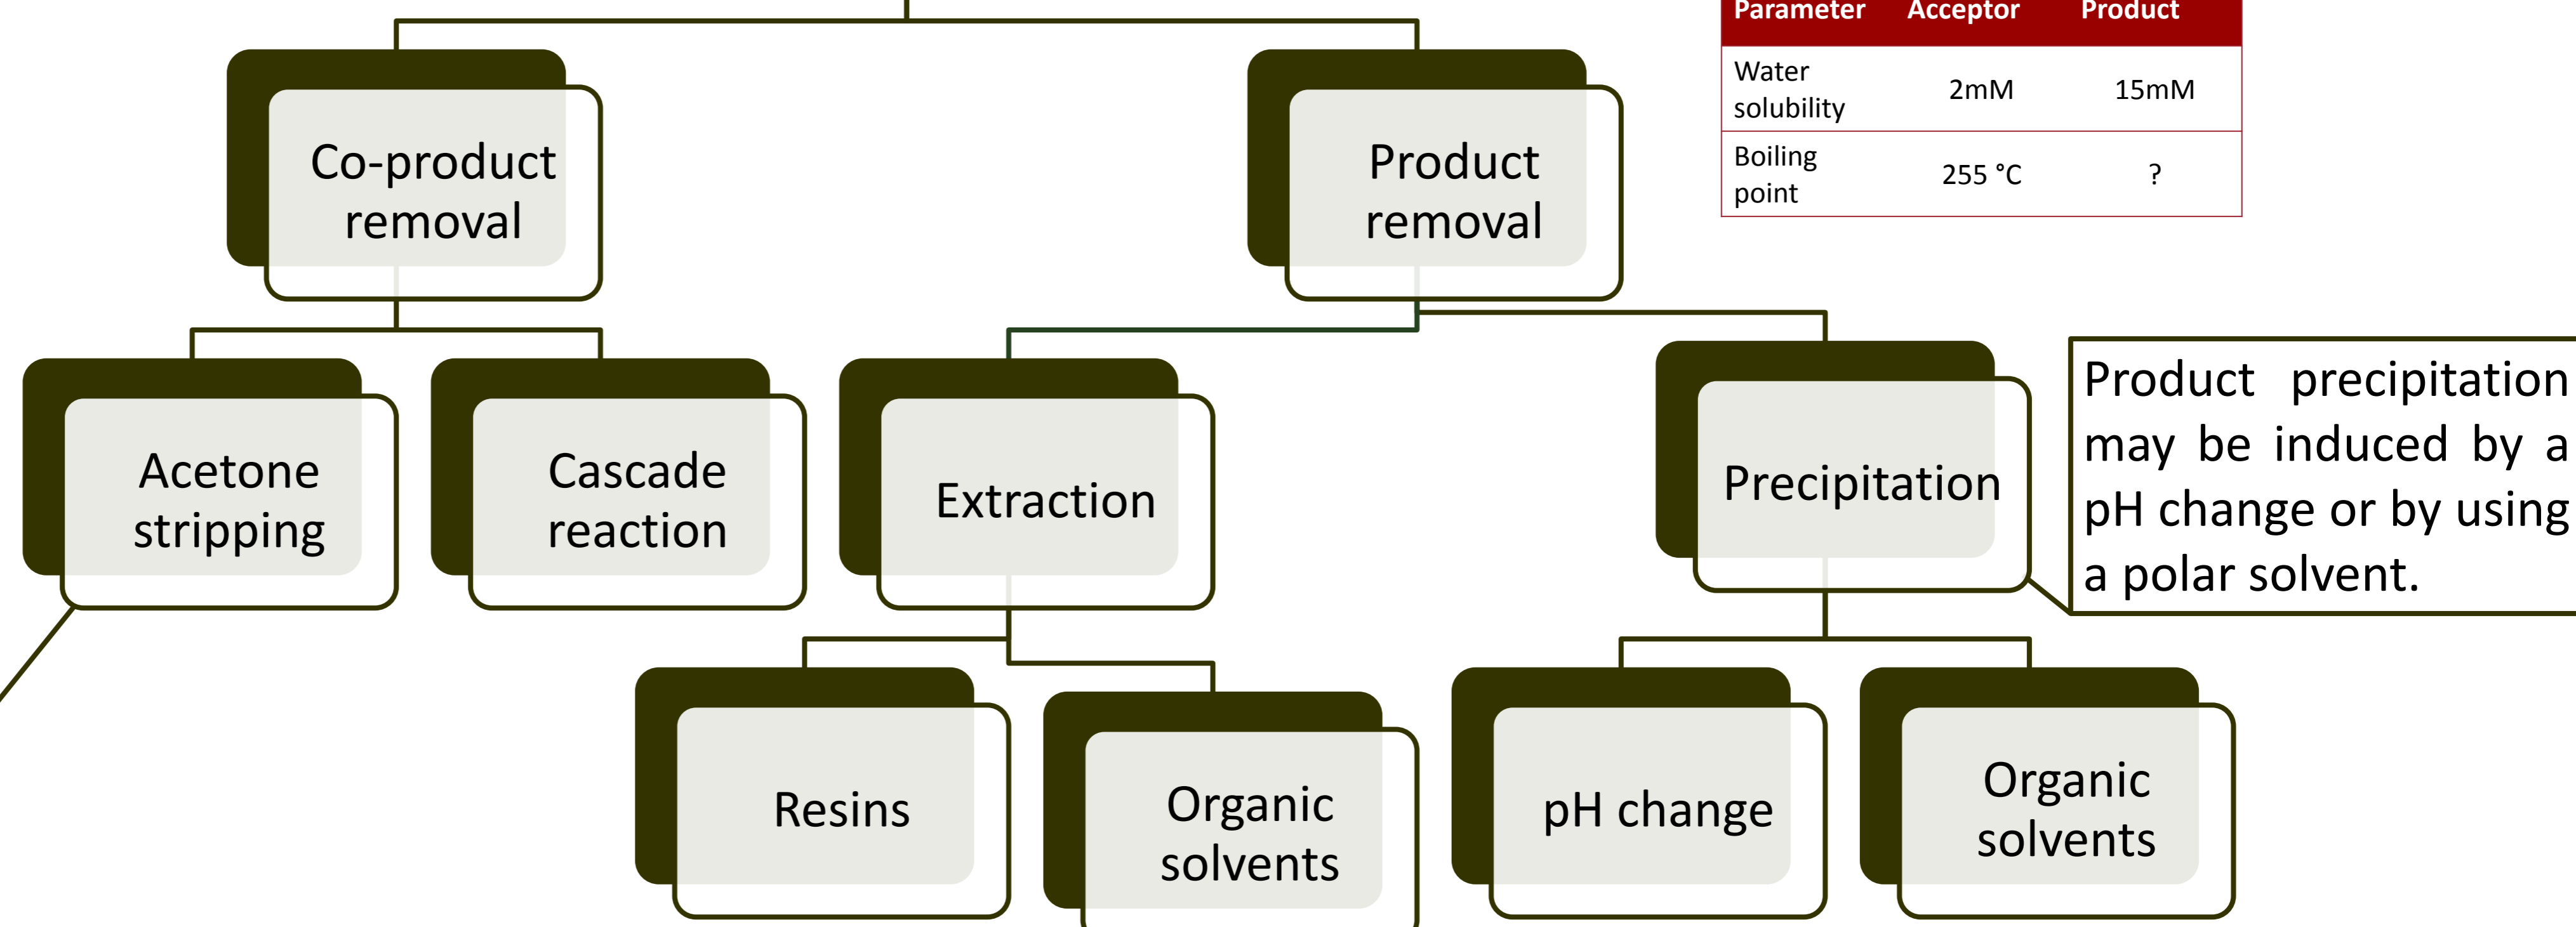 Parameter Acceptor Product
Water
solubility
2mM 15mM
Boiling
point
255 °C ?
Co-product
removal
Product
removal
Acetone
stripping
Cascade
reaction
Extraction
Precipitation
Product precipitation
may be induced by a
pH change or by using
a polar solvent.
Resins
Organic
solvents
pH change
Organic
solvents